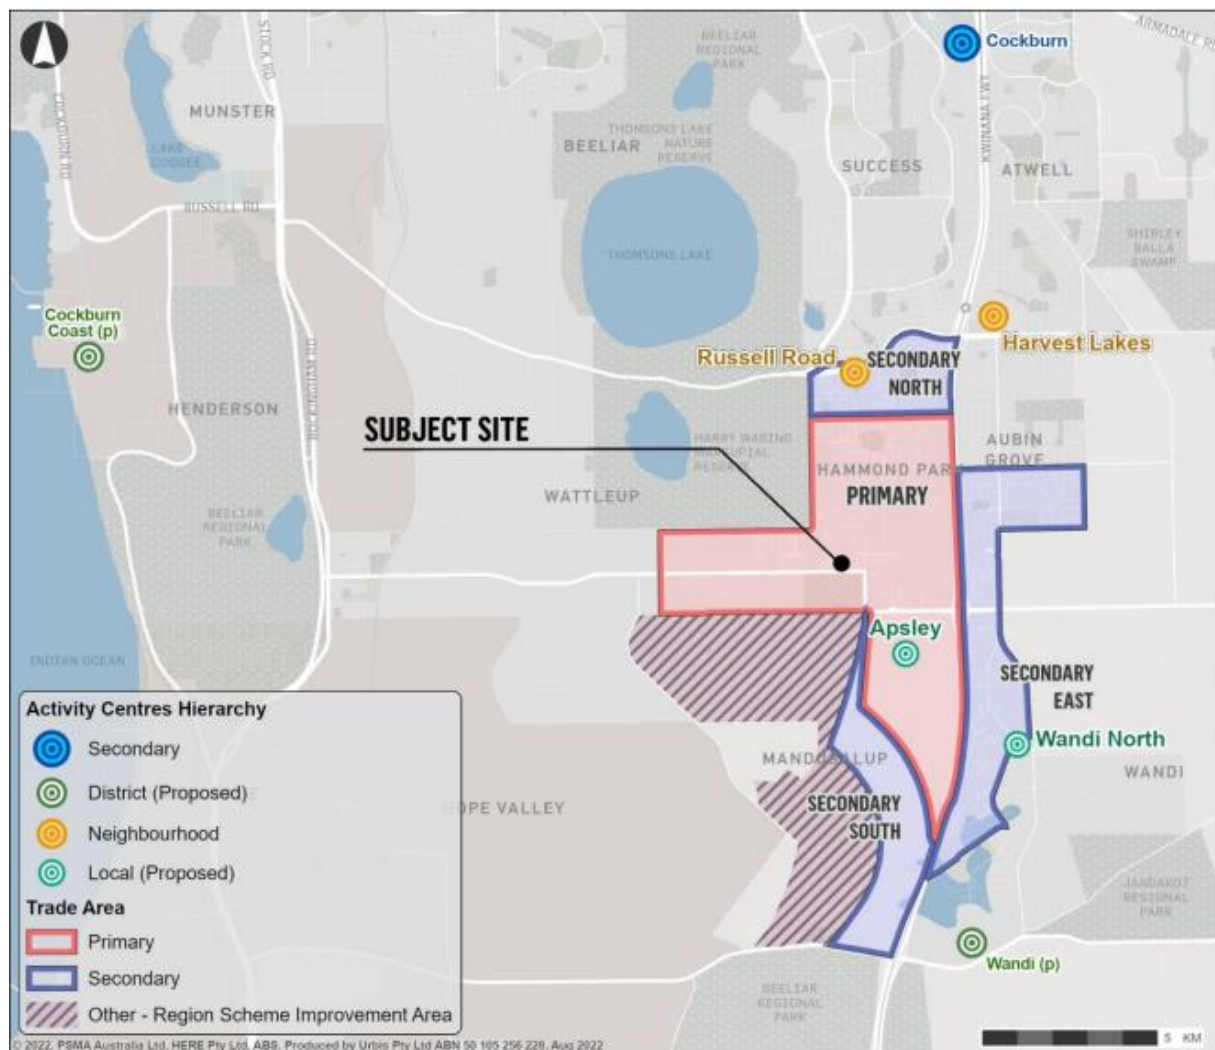 Cockburn
ARMADALE RD
STOCK RD
COCKBURN RD
KWINANA FWY
BEELIAR
REGIONAL
PARK
MUNSTER
LAKE
COOGEE
THOMSONS LAKE
NATURE
RESERVE
BEELIAR
SUCCESS
ATWELL
RUSSELL RD
SHIRLEY
BALLA
SWAMP
THOMSONS LAKE
Cockburn
Coast (p)
Harvest Lakes
Russell Road
SECONDARY
NORTH
ROCKINGHAM RD
HENDERSON
SUBJECT SITE
HARRY WARING
MARSUPIAL
RESERVE
AUBIN
GROVE
HAMMOND PARK
PRIMARY
WATTLEUP
BEELIAR
REGIONAL
PARK
Apsley
INDIAN OCEAN
SECONDARY
EAST
Wandi North
MANDOGALUP
WANDI
SECONDARY
SOUTH
HOPE VALLEY
JANDAKOT
REGIONAL
PARK
Wandi (p)
BEELIAR
REGIONAL
PARK
Activity Centres Hierarchy
Secondary
District (Proposed)
Neighbourhood
Local (Proposed)
Trade Area
Primary
Secondary
Other - Region Scheme Improvement Area
5 KM
© 2022. PSMA Australia Ltd, HERE Pty Ltd, ABS. Produced by Urbis Pty Ltd ABN 50 105 256 228, Aug 2022